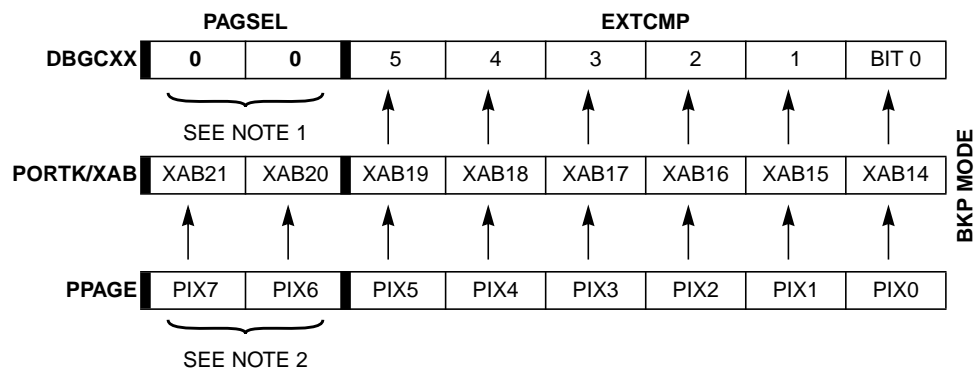 PAGSEL EXTCMP
DBGCXX 0 0 5 4 3 2 1 BIT 0
SEE NOTE 1
PORTK/XAB XAB21 XAB20 XAB19 XAB18 XAB17 XAB16 XAB15 XAB14
BKP MODE
PPAGE PIX7 PIX6 PIX5 PIX4 PIX3 PIX2 PIX1 PIX0
SEE NOTE 2